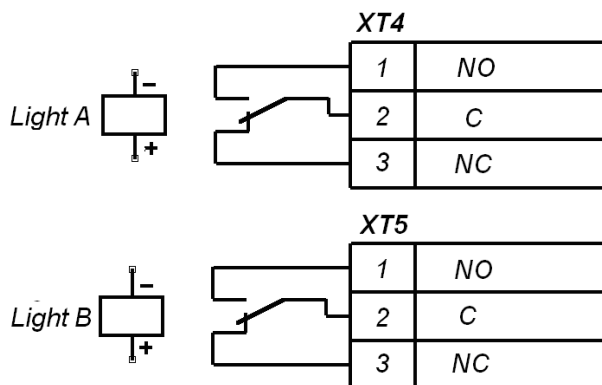 XT4
1 NO
Light A
2 C
3 NC
XT5
1 NO
Light B
2 C
3 NC
- +
- +